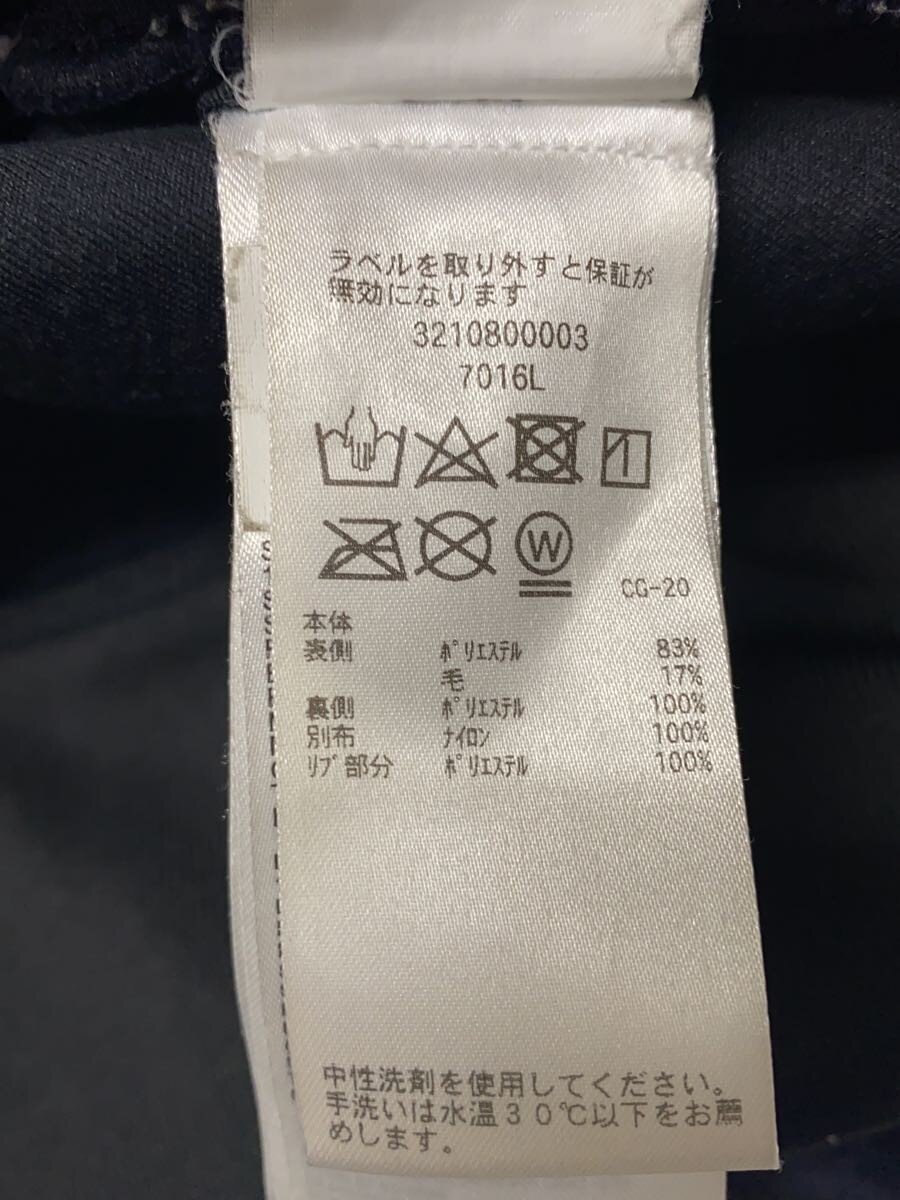 ラベルを取り外すと保証が
無効になります
3210800003
7016L
W
CG-20
本体
表側 ポリエステル 83%
毛 17%
裏側 ポリエステル 100%
別布 ナイロン 100%
リブ部分 ポリエステル 100%
中性洗剤を使用してください。
手洗いは水温30℃以下をお薦
めします。